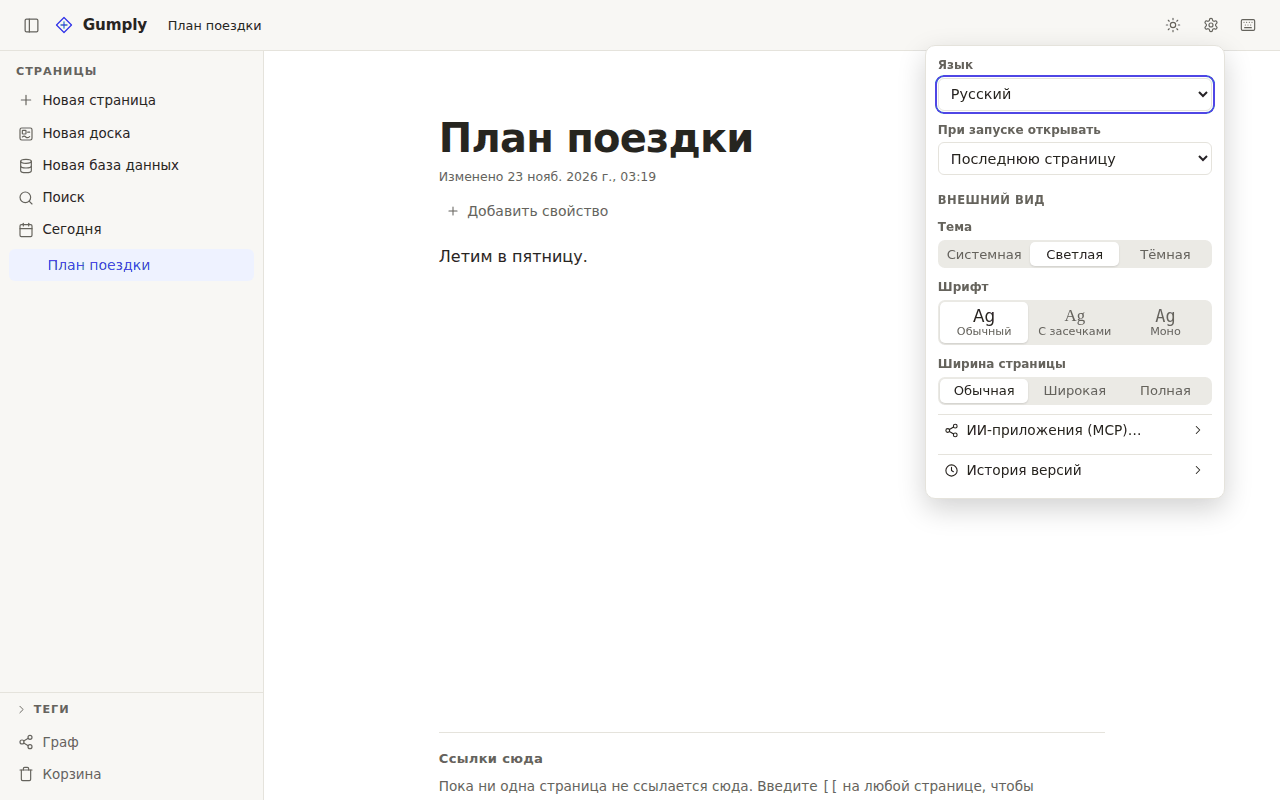 Gumply
План поездки
СТРАНИЦЫ
Новая страница
Новая доска
Новая база данных
Поиск
Сегодня
План поездки
ТЕГИ
Граф
Корзина
План поездки
Изменено 23 нояб. 2026 г., 03:19
Добавить свойство
Летим в пятницу.
Ссылки сюда
Пока ни одна страница не ссылается сюда. Введите [[ на любой странице, чтобы
Язык
Русский
При запуске открывать
Последнюю страницу
ВНЕШНИЙ ВИД
Тема
Системная Светлая Тёмная
Шрифт
Ag Ag Ag
Обычный С засечками Моно
Ширина страницы
Обычная Широкая Полная
ИИ-приложения (MCP)...
История версий